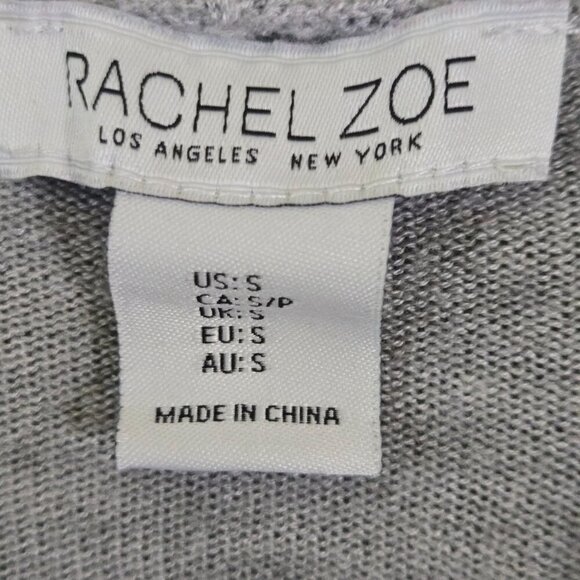 RACHEL ZOE
LOS ANGELES NEW YORK
US: S
CA: S/P
UK: S
EU: S
AU: S
MADE IN CHINA